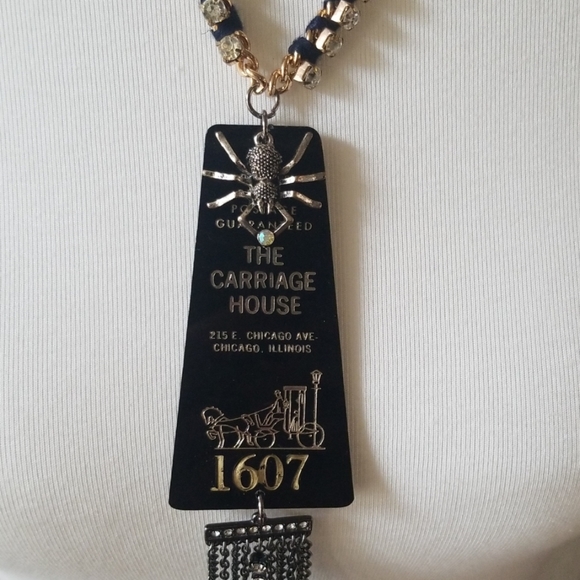 GUARANTEED
THE
CARRIAGE
HOUSE
215 E. CHICAGO AVE.
CHICAGO, ILLINOIS
1607